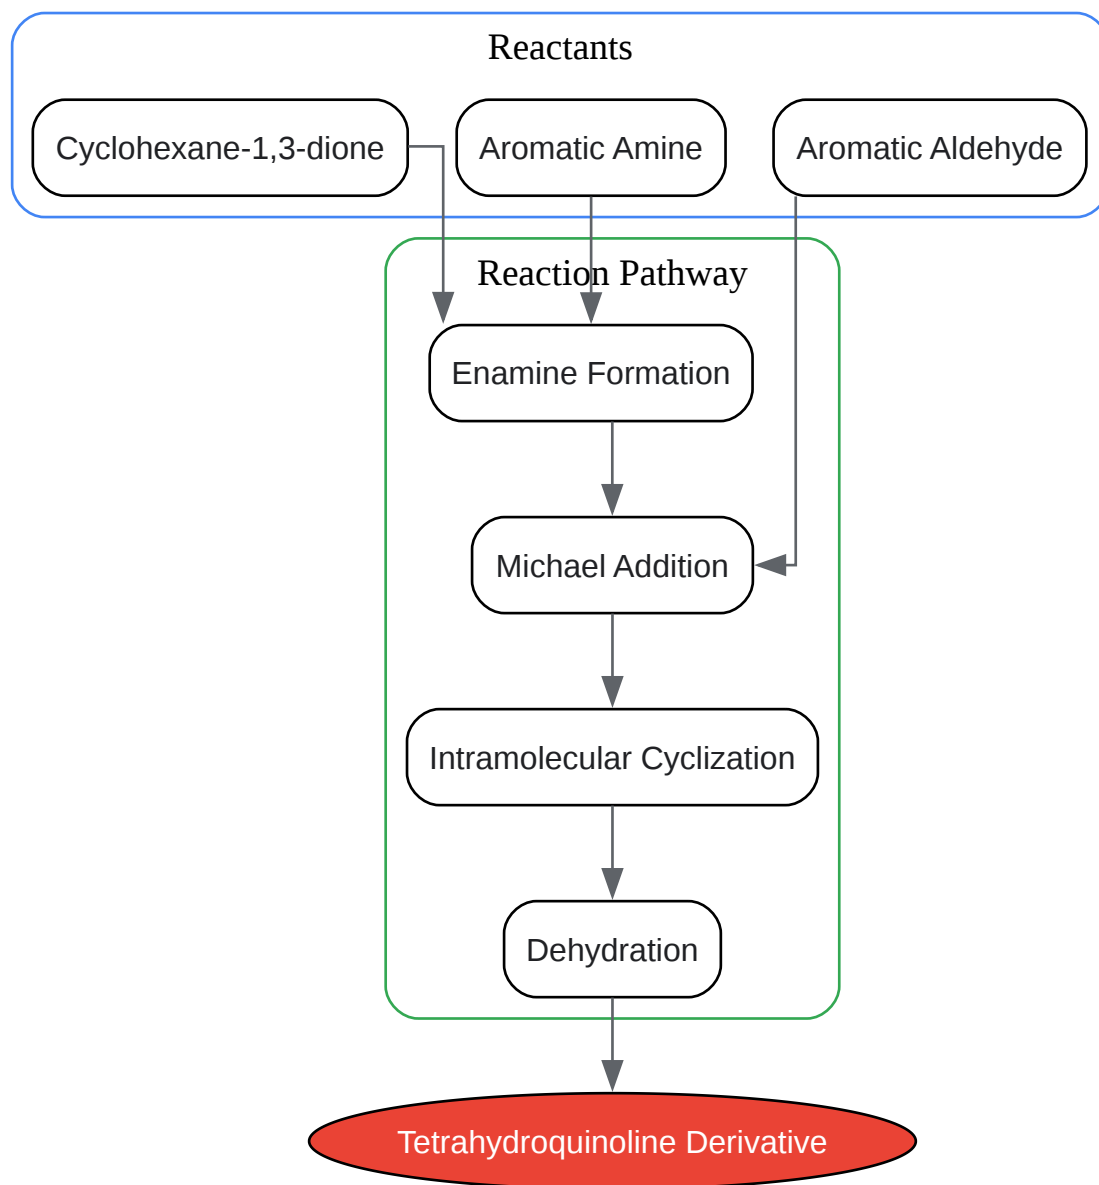 Reactants
Cyclohexane-1,3-dione
Aromatic Amine
Aromatic Aldehyde
Reaction Pathway
Enamine Formation
Michael Addition
Intramolecular Cyclization
Dehydration
Tetrahydroquinoline Derivative